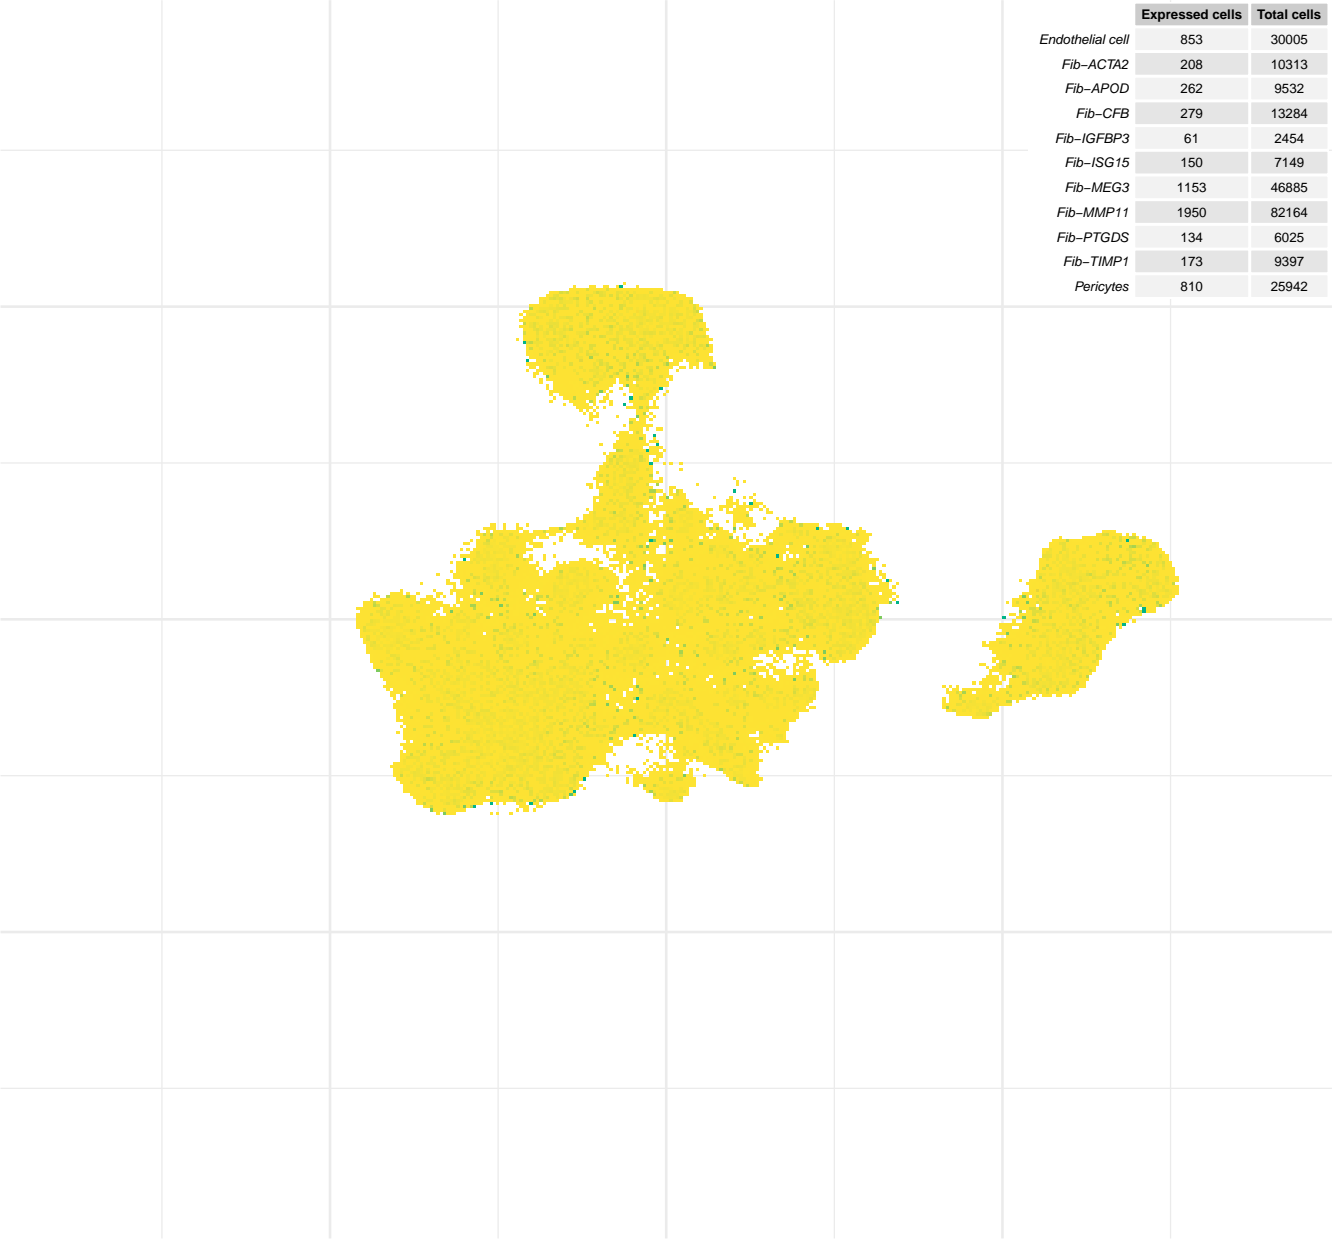 Expressed cells Total cells
Endothelial cell 853 30005
Fib−ACTA2 208 10313
Fib−APOD 262 9532
Fib−CFB 279 13284
Fib−IGFBP3 61 2454
Fib−ISG15 150 7149
Fib−MEG3 1153 46885
Fib−MMP11 1950 82164
Fib−PTGDS 134 6025
Fib−TIMP1 173 9397
Pericytes 810 25942